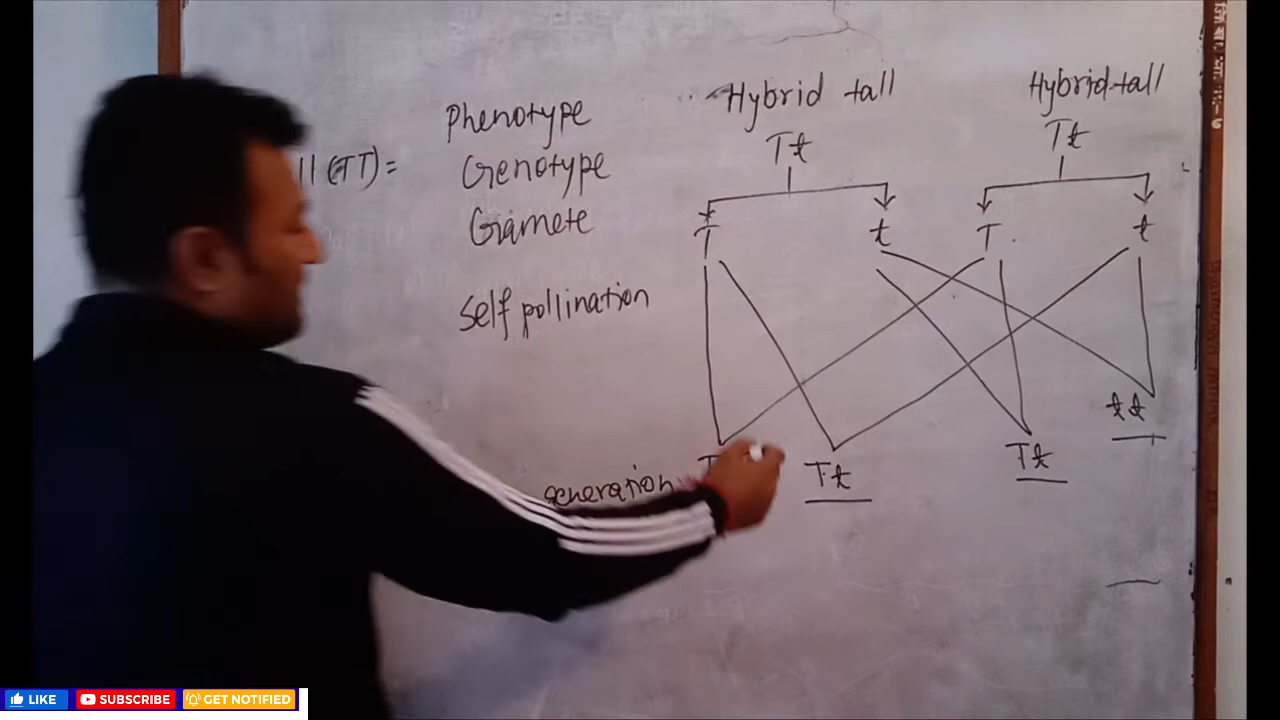 Phenotype
Hybrid tall
Hybrid tall
ll (TT) =
Genotype
Tt
Tt
Gramete
T
t
T
t
Self pollination
generation
Tt
Tt
tt
LIKE
SUBSCRIBE
GET NOTIFIED